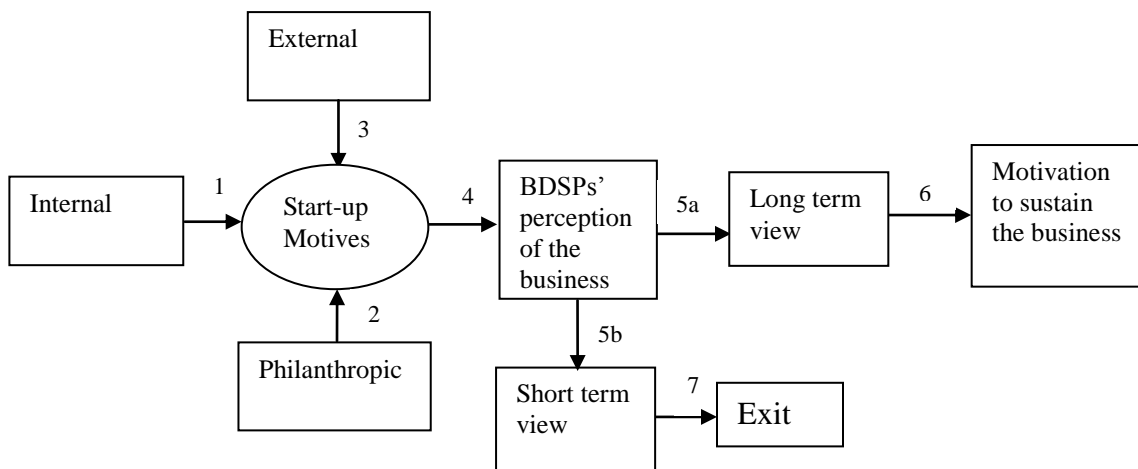 External
3
Internal
1
Start-up
Motives
4
BDSPs’
perception
of the
business
5a
Long term
view
6
Motivation
to sustain
the business
2
Philanthropic
5b
Short term
view
7
Exit